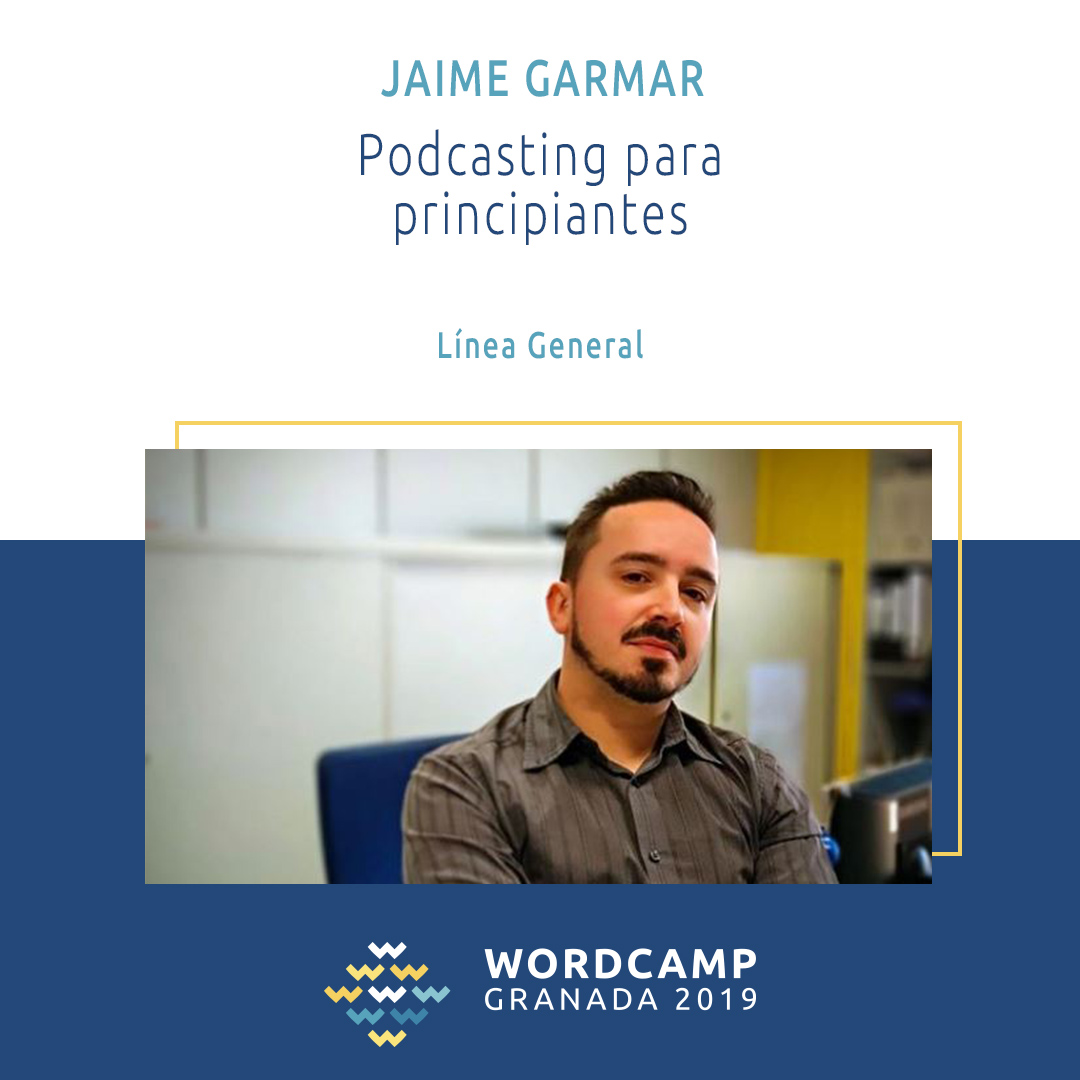 JAIME GARMAR
Podcasting para
principiantes
Línea General
WORDCAMP
GRANADA 2019